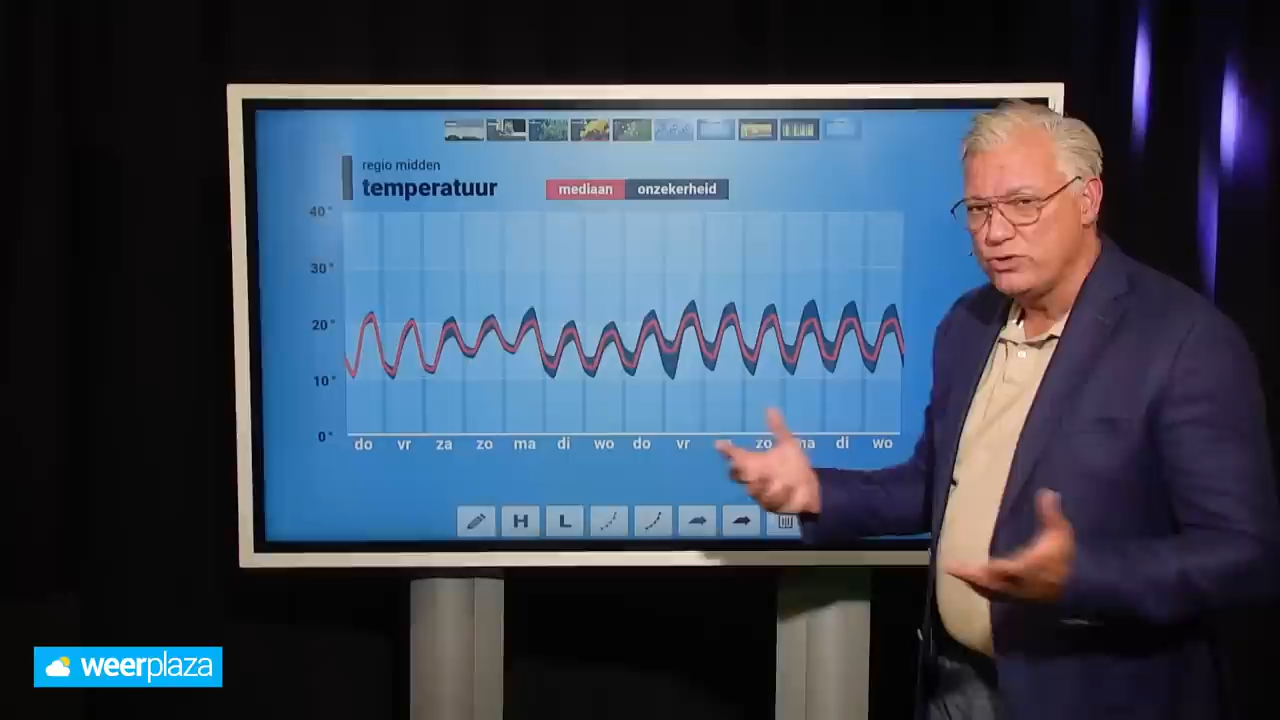 regio midden
temperatuur
mediaan onzekerheid
40°
30°
20°
10°
0°
do vr za zo ma di wo do vr zo ma di wo
H L
weerplaza